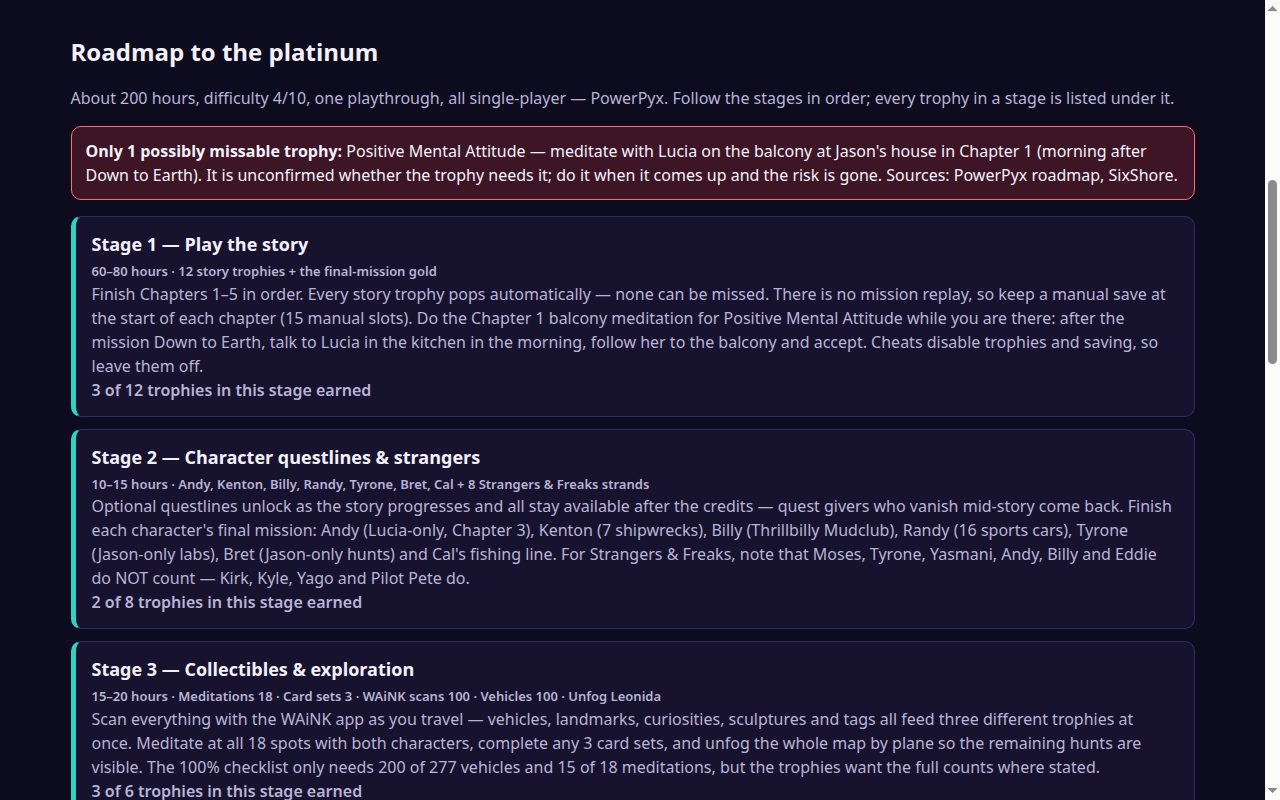 Roadmap to the platinum
About 200 hours, difficulty 4/10, one playthrough, all single-player — PowerPyx. Follow the stages in order; every trophy in a stage is listed under it.
Only 1 possibly missable trophy: Positive Mental Attitude — meditate with Lucia on the balcony at Jason's house in Chapter 1 (morning after
Down to Earth). It is unconfirmed whether the trophy needs it; do it when it comes up and the risk is gone. Sources: PowerPyx roadmap, SixShore.
Stage 1 — Play the story
60–80 hours · 12 story trophies + the final-mission gold
Finish Chapters 1–5 in order. Every story trophy pops automatically — none can be missed. There is no mission replay, so keep a manual save at
the start of each chapter (15 manual slots). Do the Chapter 1 balcony meditation for Positive Mental Attitude while you are there: after the
mission Down to Earth, talk to Lucia in the kitchen in the morning, follow her to the balcony and accept. Cheats disable trophies and saving, so
leave them off.
3 of 12 trophies in this stage earned
Stage 2 — Character questlines & strangers
10–15 hours · Andy, Kenton, Billy, Randy, Tyrone, Bret, Cal + 8 Strangers & Freaks strands
Optional questlines unlock as the story progresses and all stay available after the credits — quest givers who vanish mid-story come back. Finish
each character's final mission: Andy (Lucia-only, Chapter 3), Kenton (7 shipwrecks), Billy (Thrillbilly Mudclub), Randy (16 sports cars), Tyrone
(Jason-only labs), Bret (Jason-only hunts) and Cal's fishing line. For Strangers & Freaks, note that Moses, Tyrone, Yasmani, Andy, Billy and Eddie
do NOT count — Kirk, Kyle, Yago and Pilot Pete do.
2 of 8 trophies in this stage earned
Stage 3 — Collectibles & exploration
15–20 hours · Meditations 18 · Card sets 3 · WAiNK scans 100 · Vehicles 100 · Unfog Leonida
Scan everything with the WAiNK app as you travel — vehicles, landmarks, curiosities, sculptures and tags all feed three different trophies at
once. Meditate at all 18 spots with both characters, complete any 3 card sets, and unfog the whole map by plane so the remaining hunts are
visible. The 100% checklist only needs 200 of 277 vehicles and 15 of 18 meditations, but the trophies want the full counts where stated.
3 of 6 trophies in this stage earned